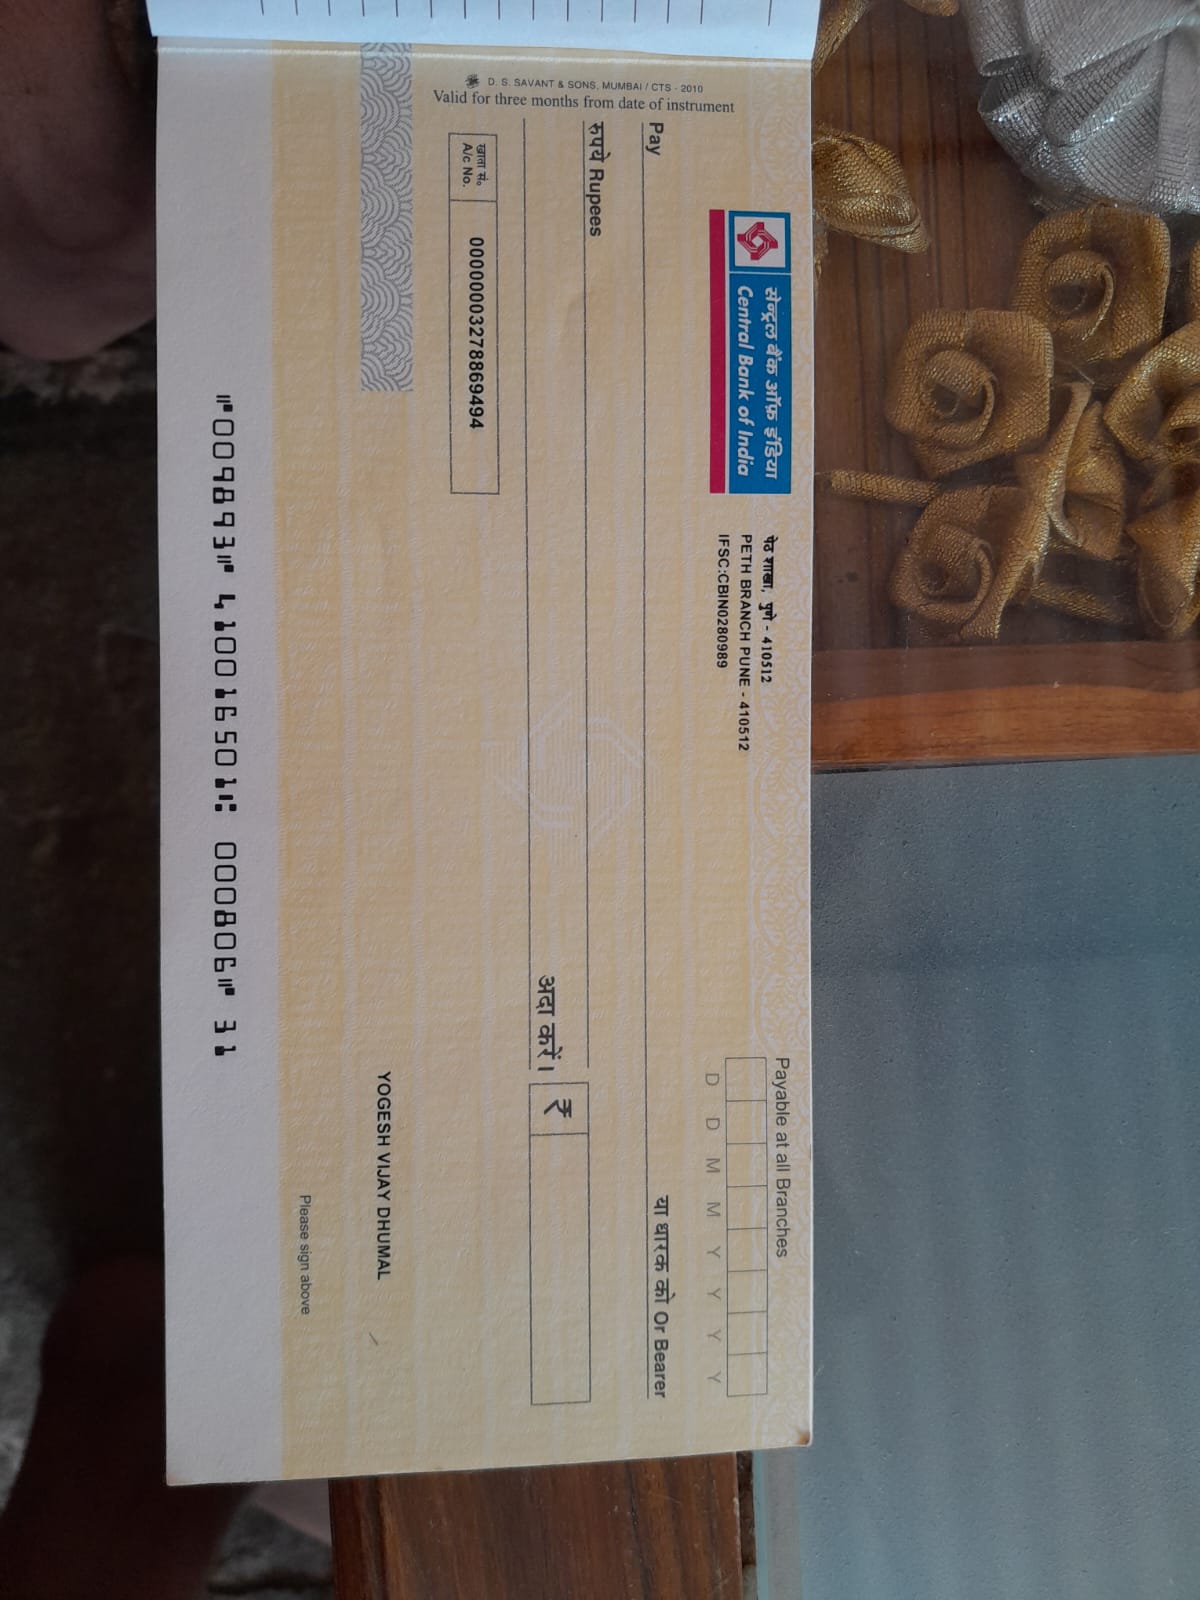 सेन्ट्रल बैंक ऑफ़ इंडिया
Central Bank of India
पेठ शाखा, पुणे - 410512
PETH BRANCH PUNE - 410512
IFSC:CBIN0280989
Payable at all Branches
D D M M Y Y Y Y
Pay
या धारक को Or Bearer
रुपये Rupees
अदा करें।
₹
खाता सं॰
A/c No.
00000003278869494
D. S. SAVANT & SONS, MUMBAI / CTS - 2010
Valid for three months from date of instrument
YOGESH VIJAY DHUMAL
Please sign above
⑈009893⑈ 410016501⑆ 000806⑈ 31